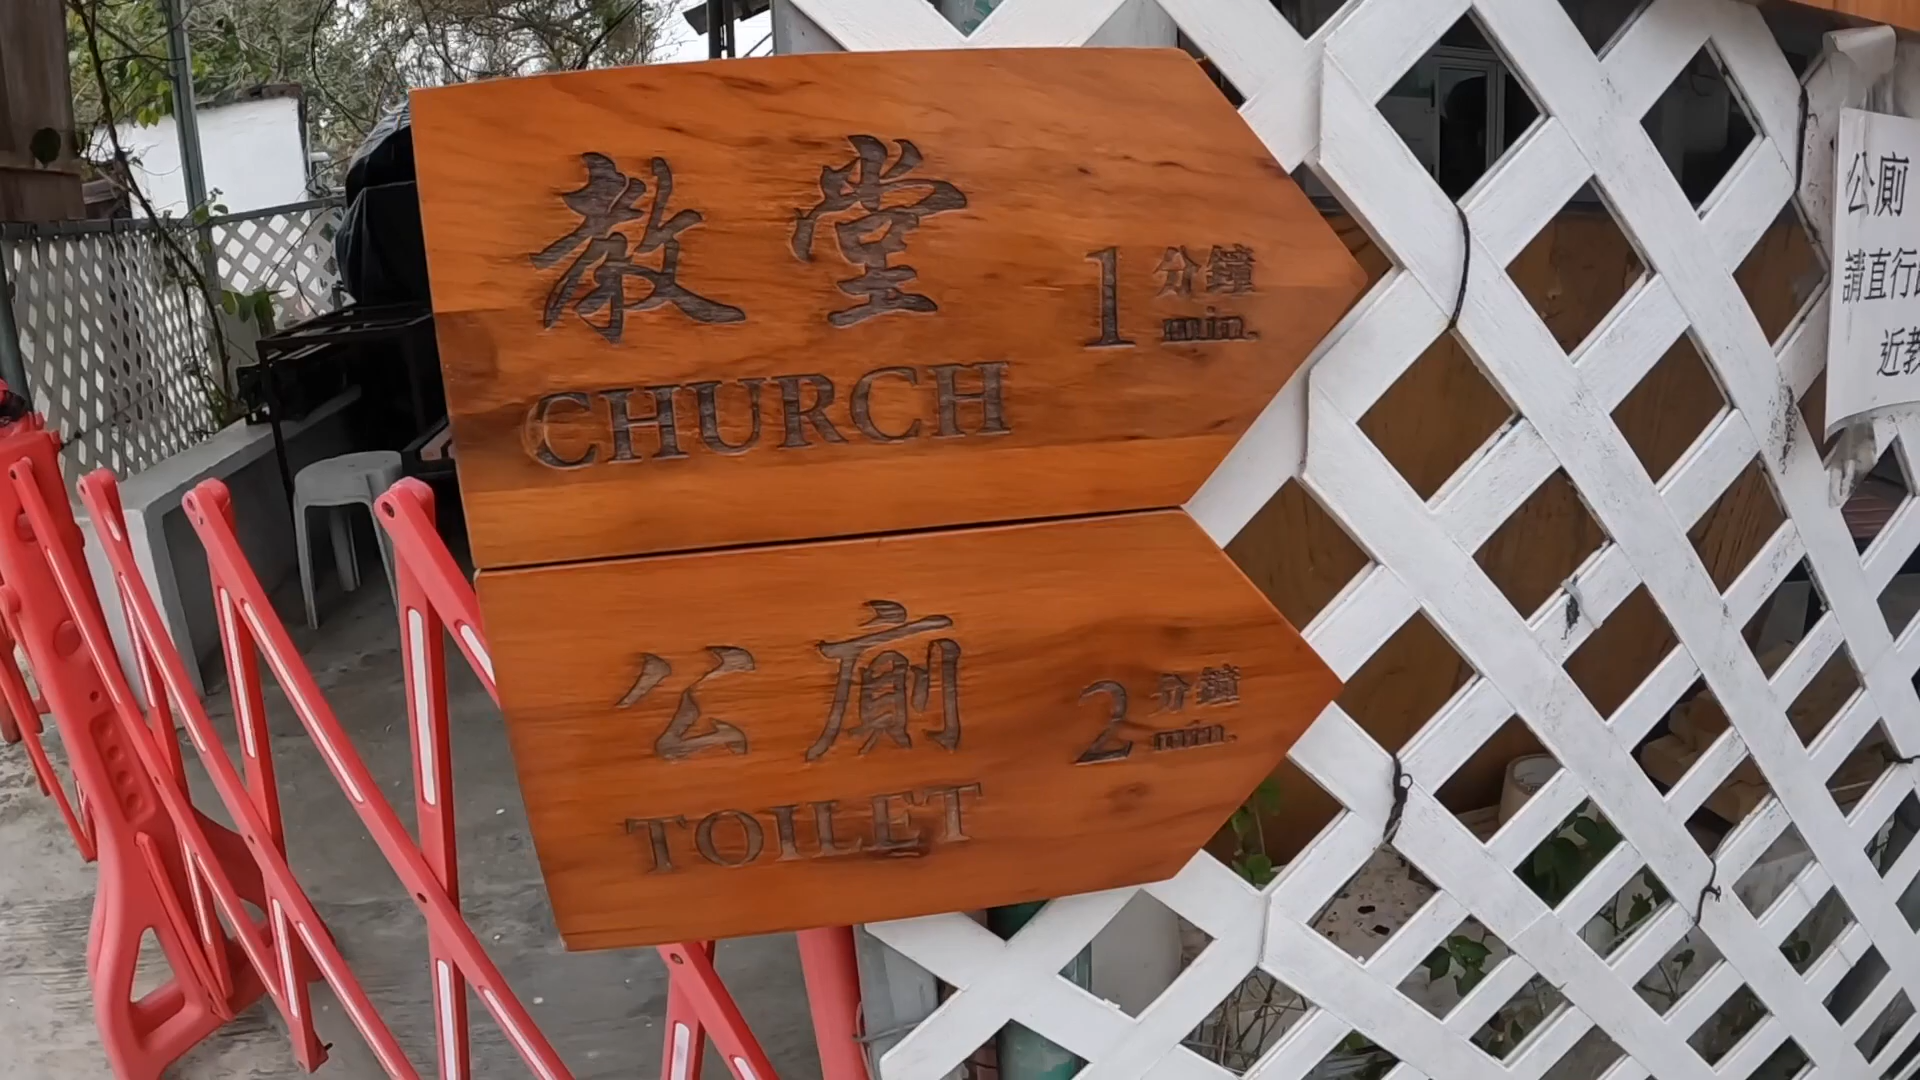 教堂
CHURCH
1 分鐘
min.
公廁
TOILET
2 分鐘
min.
公廁
請直行
近教